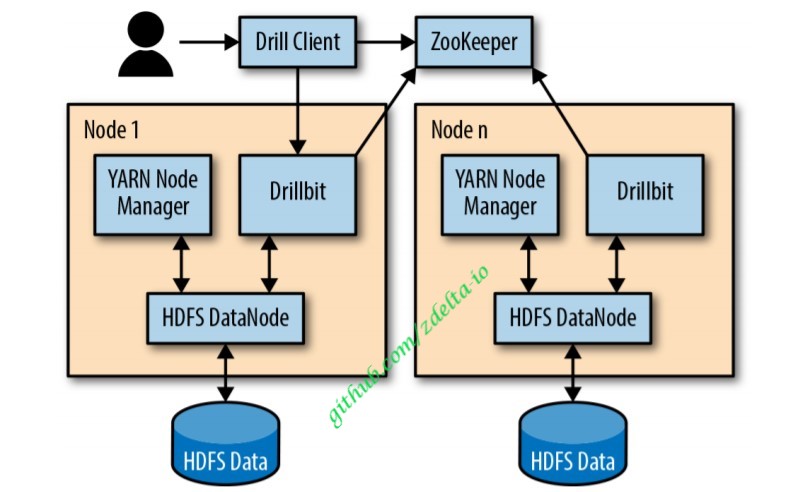 Drill Client
ZooKeeper
Node 1
YARN Node
Manager
Drillbit
HDFS DataNode
HDFS Data
Node n
YARN Node
Manager
Drillbit
HDFS DataNode
HDFS Data
github.com/zdelta-io